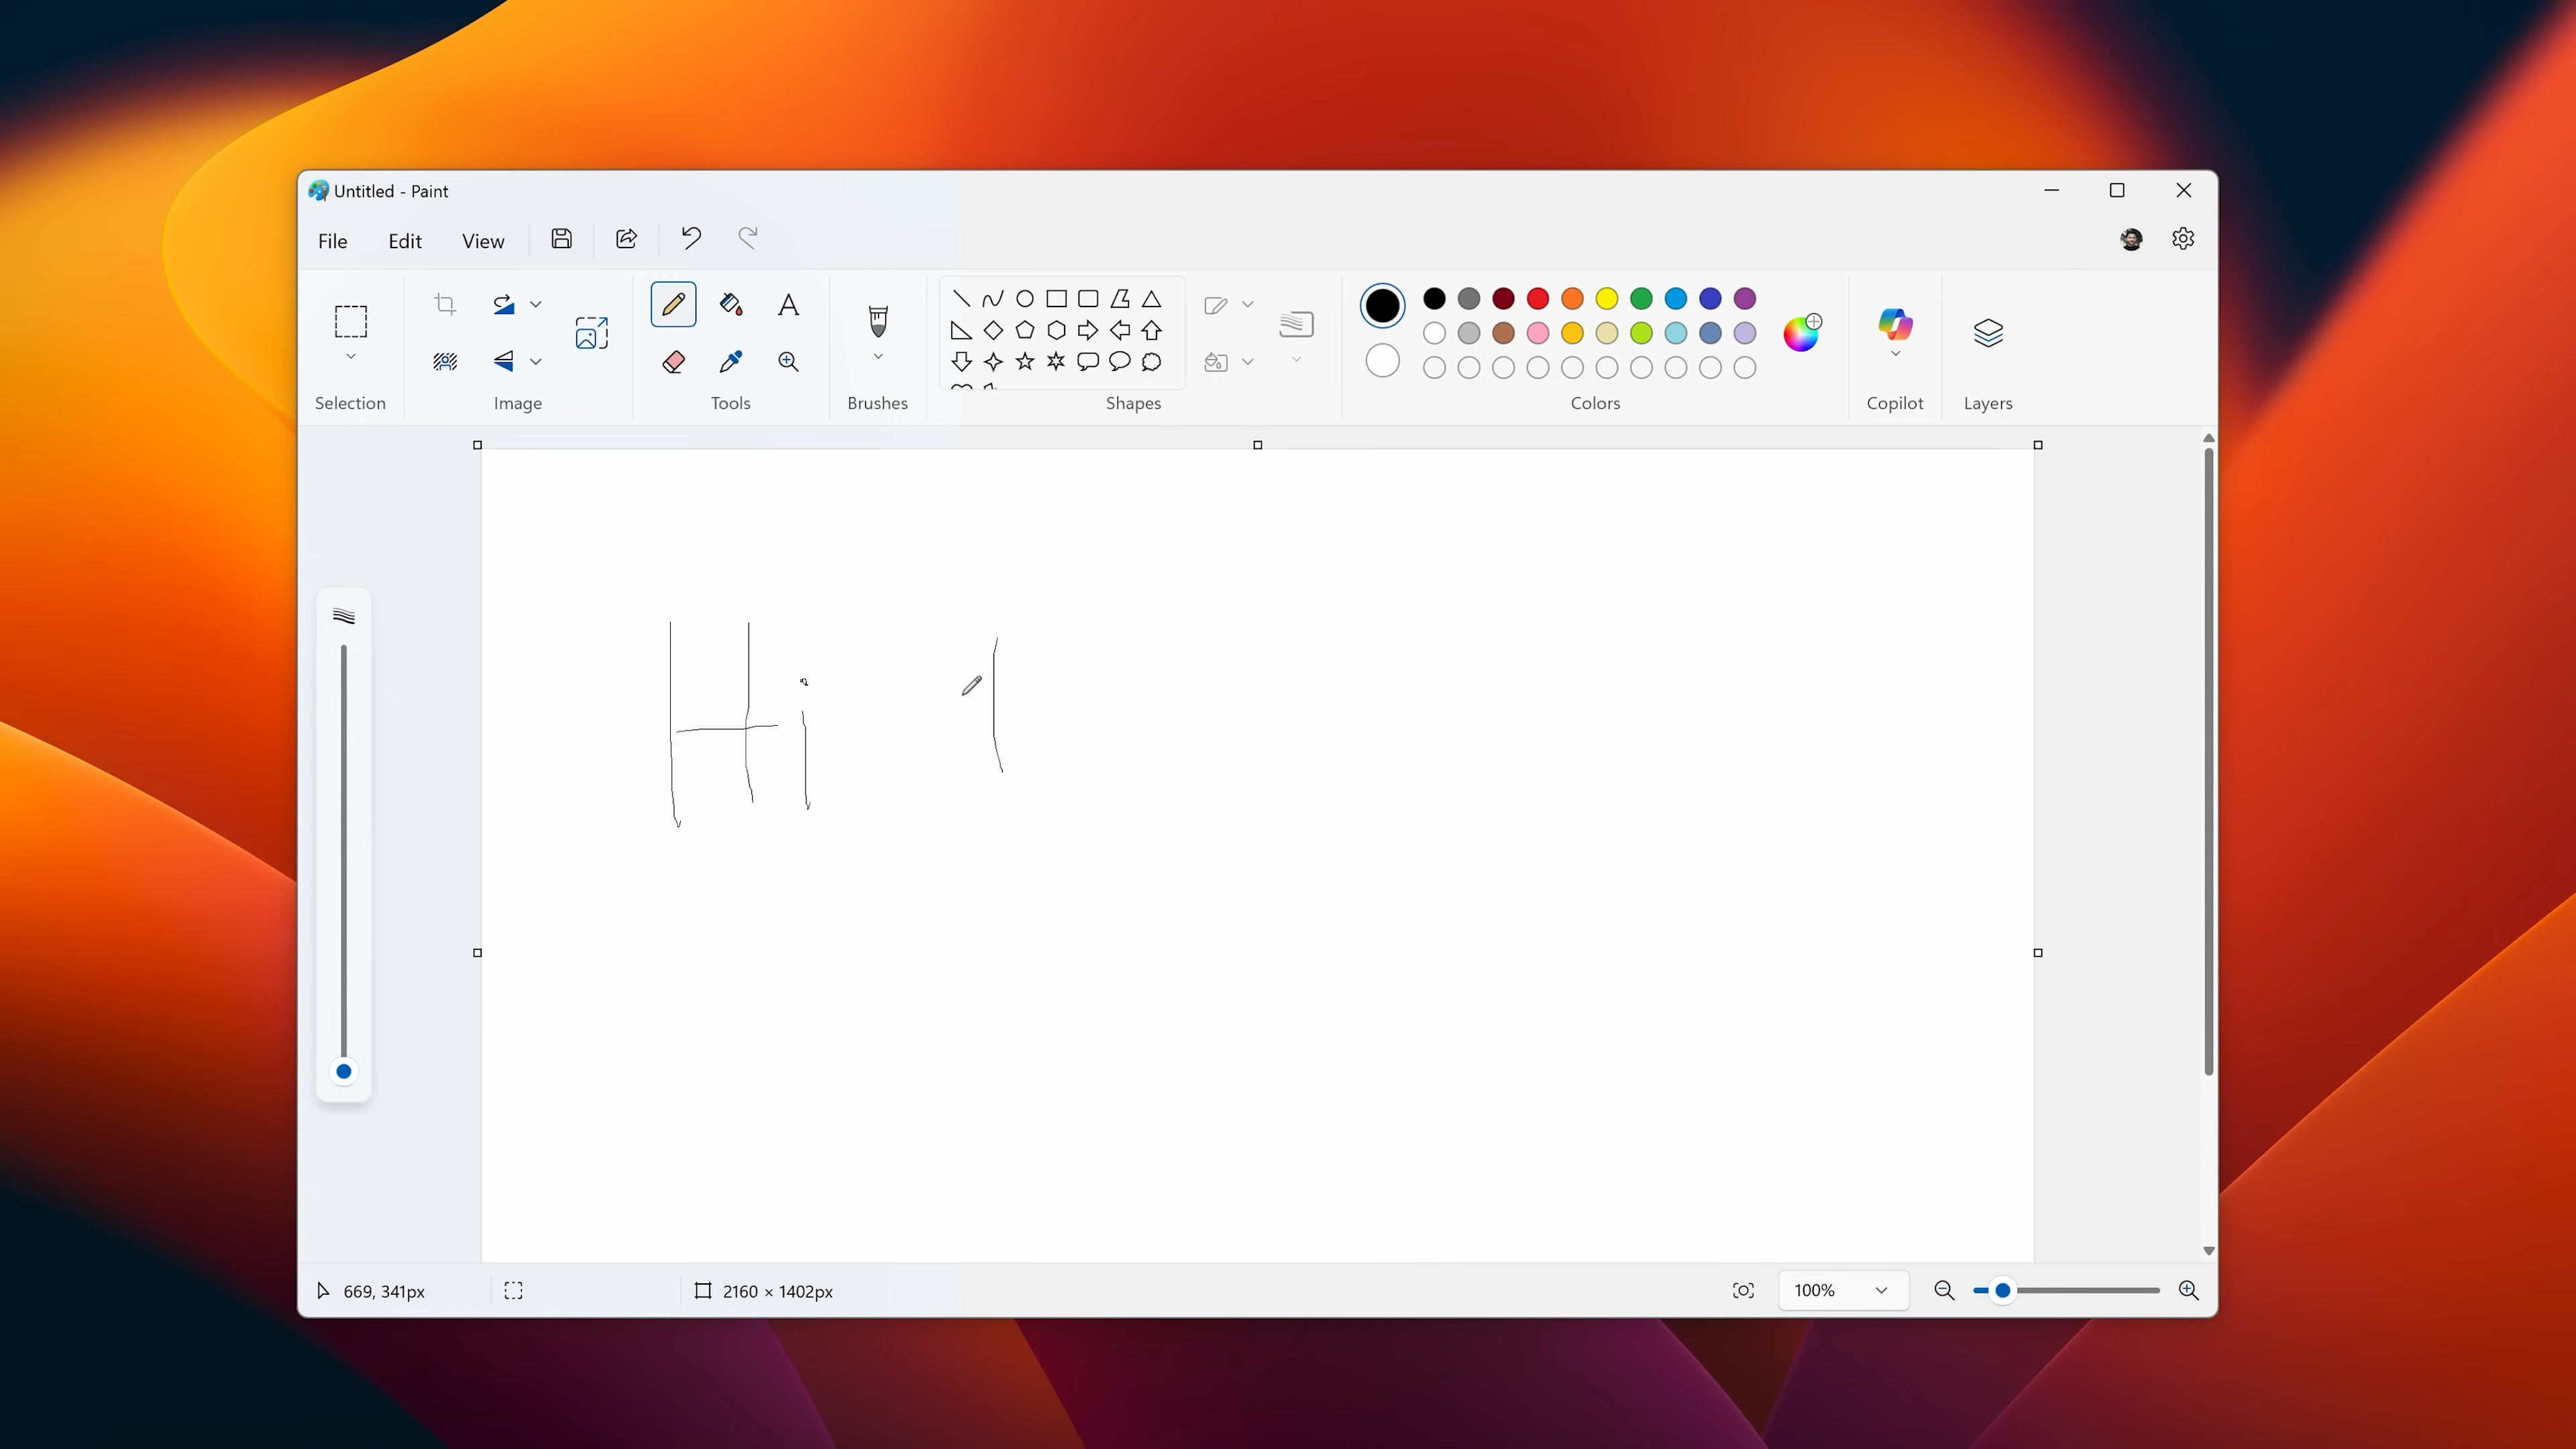 Untitled - Paint
File Edit View
Selection Image Tools Brushes Shapes Colors Copilot Layers
Hi
669, 341px 2160 × 1402px 100%